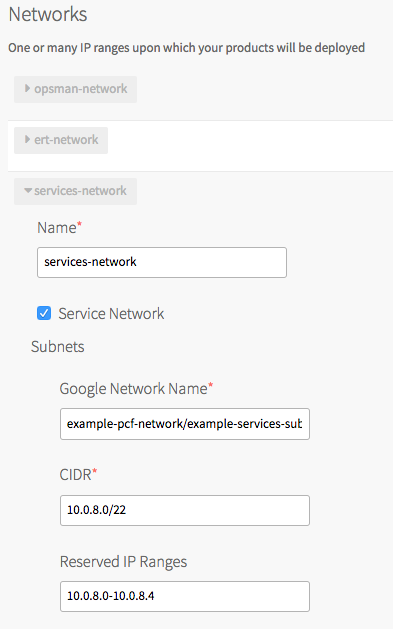 Networks
One or many IP ranges upon which your products will be deployed
opsman-network
ert-network
services-network
Name*
services-network
Service Network
Subnets
Google Network Name*
example-pcf-network/example-services-sub
CIDR*
10.0.8.0/22
Reserved IP Ranges
10.0.8.0-10.0.8.4